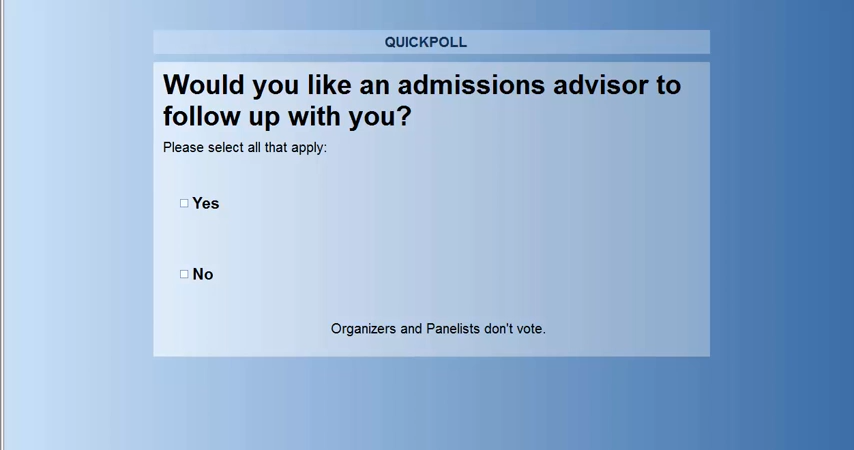 QUICKPOLL
Would you like an admissions advisor to
follow up with you?
Please select all that apply:
Yes
No
Organizers and Panelists don't vote.